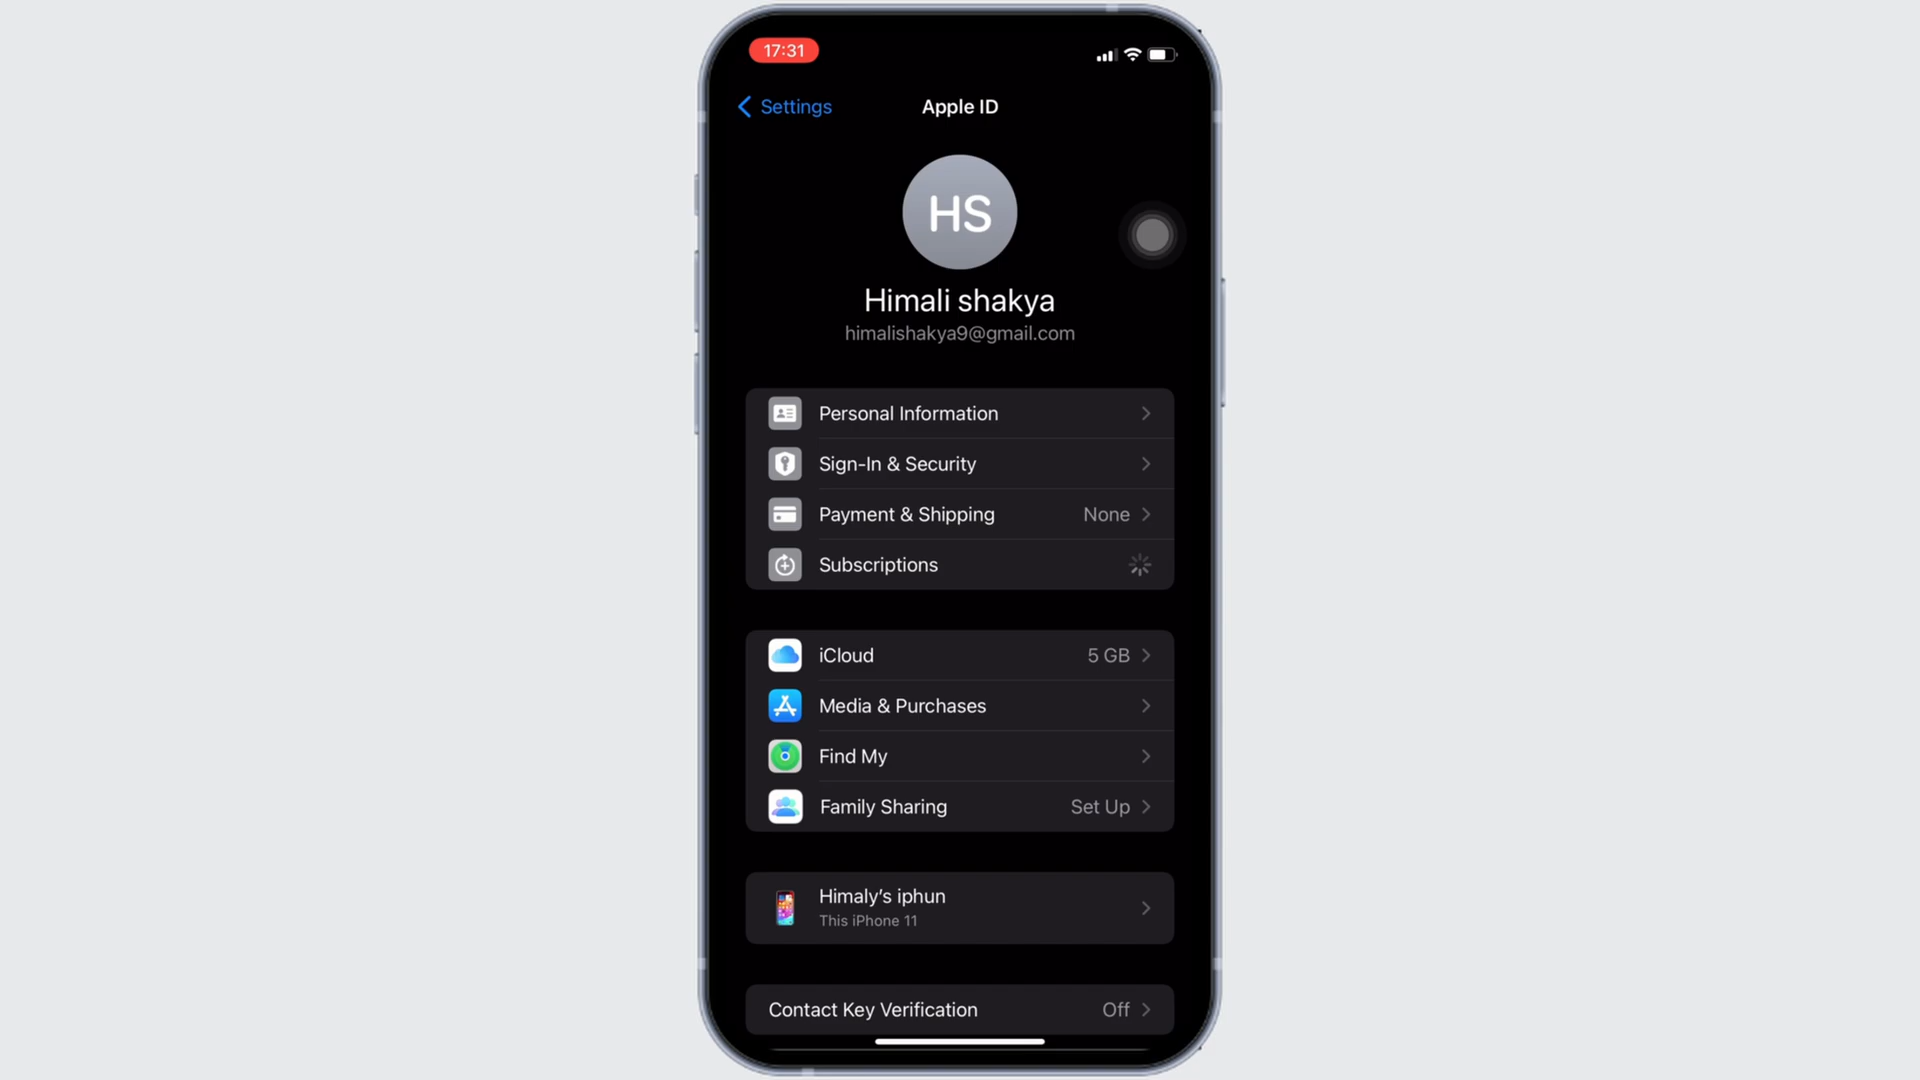 17:31
Settings
Apple ID
HS
Himali shakya
himalishakya9@gmail.com
Personal Information
Sign-In & Security
Payment & Shipping None
Subscriptions
iCloud 5 GB
Media & Purchases
Find My
Family Sharing Set Up
Himaly's iphun
This iPhone 11
Contact Key Verification Off